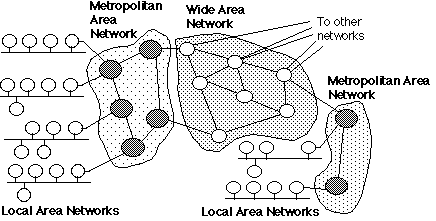 Metropolitan
Area
Network
Wide Area
Network
To other
networks
Metropolitan Area
Network
Local Area Networks
Local Area Networks